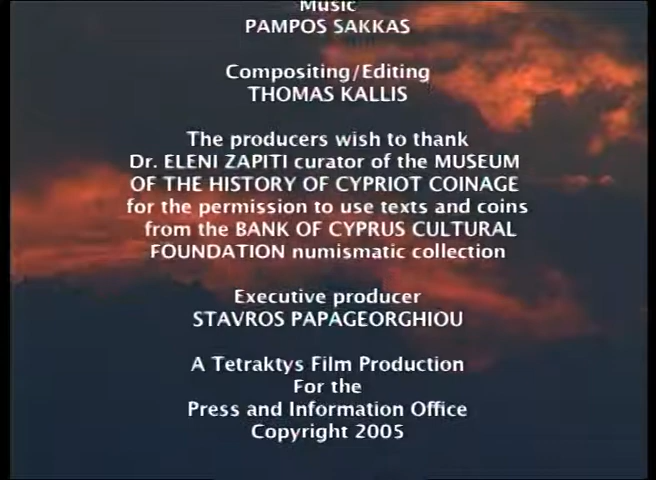 Music
PAMPOS SAKKAS
Compositing/Editing
THOMAS KALLIS
The producers wish to thank
Dr. ELENI ZAPITI curator of the MUSEUM
OF THE HISTORY OF CYPRIOT COINAGE
for the permission to use texts and coins
from the BANK OF CYPRUS CULTURAL
FOUNDATION numismatic collection
Executive producer
STAVROS PAPAGEORGHIOU
A Tetraktys Film Production
For the
Press and Information Office
Copyright 2005